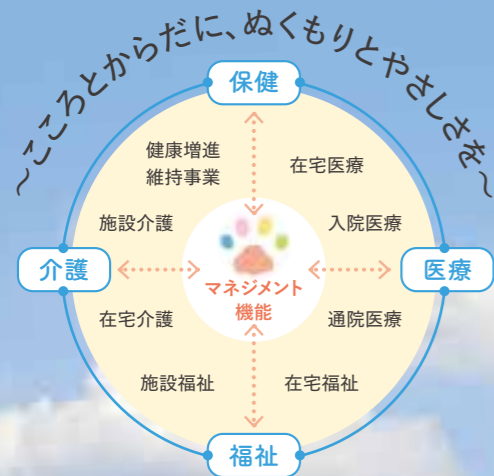 ～こころとからだに、ぬくもりとやさしさを～
保健
健康増進
維持事業
在宅医療
施設介護
入院医療
介護
マネジメント
機能
医療
在宅介護
通院医療
施設福祉
在宅福祉
福祉